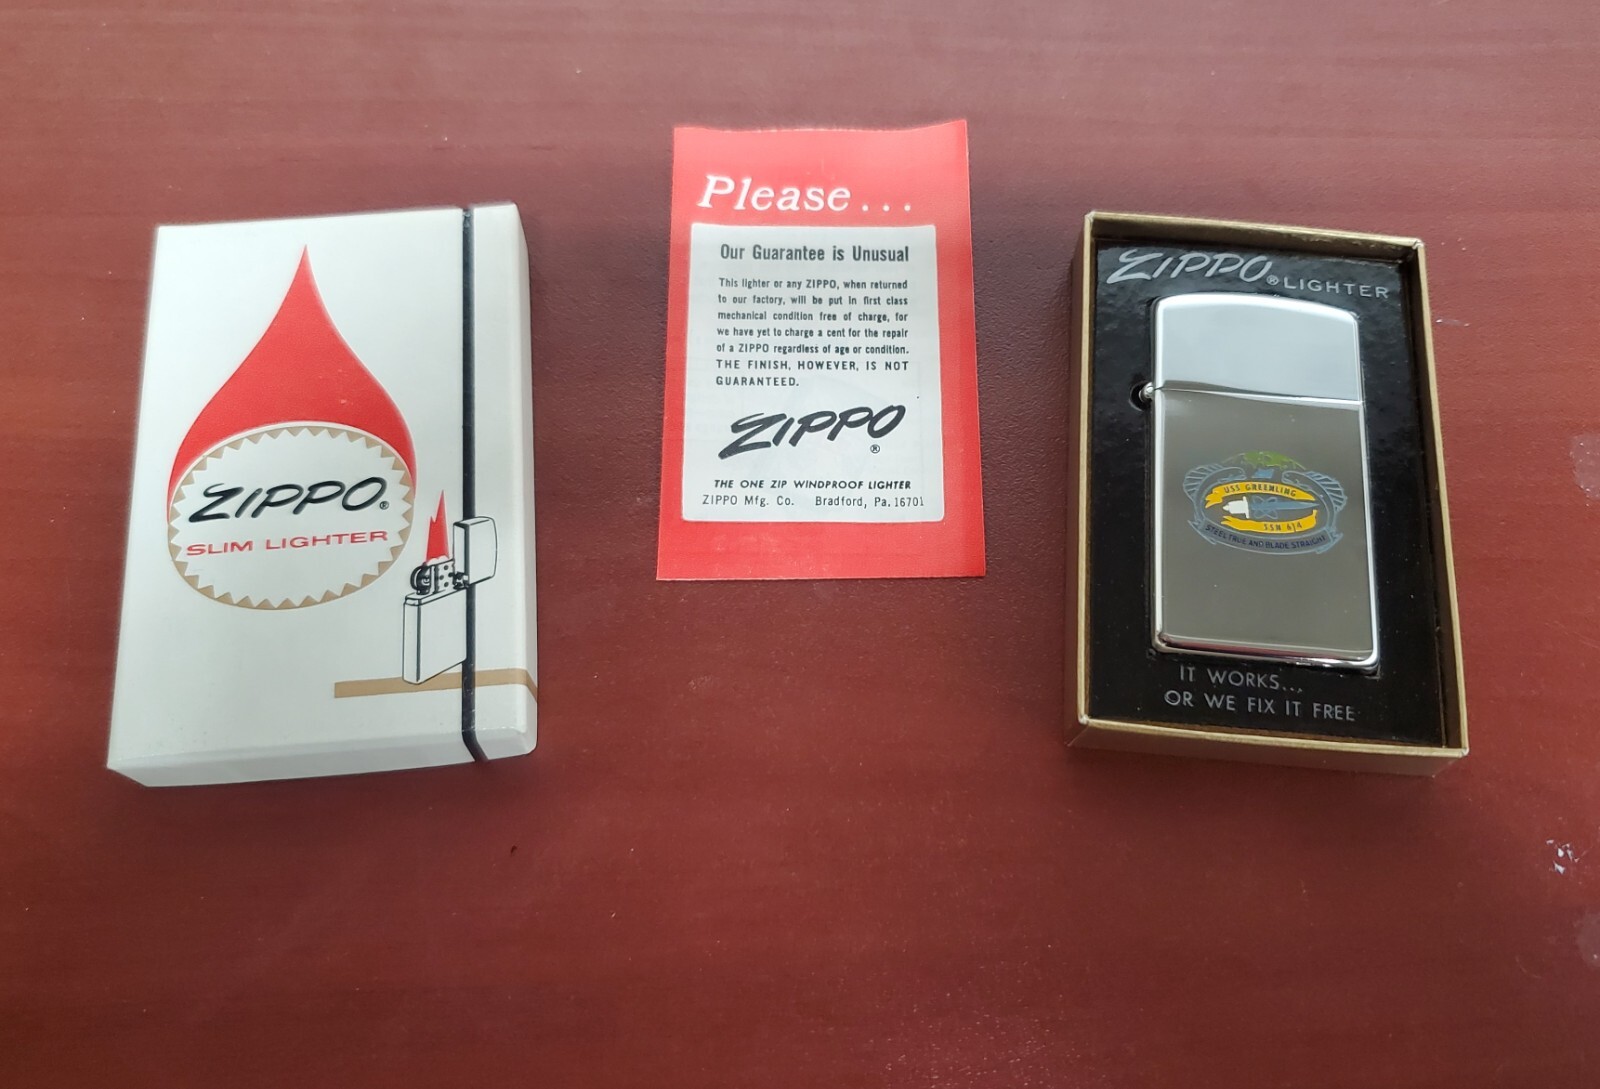 ZIPPO®
SLIM LIGHTER
Please...
Our Guarantee is Unusual
This lighter or any ZIPPO, when returned
to our factory, will be put in first class
mechanical condition free of charge, for
we have yet to charge a cent for the repair
of a ZIPPO regardless of age or condition.
THE FINISH, HOWEVER, IS NOT
GUARANTEED.
ZIPPO®
THE ONE ZIP WINDPROOF LIGHTER
ZIPPO Mfg. Co. Bradford, Pa. 16701
ZIPPO® LIGHTER
USS GREENLING
SSN 614
STEEL TRUE AND BLADE STRAIGHT
IT WORKS...
OR WE FIX IT FREE